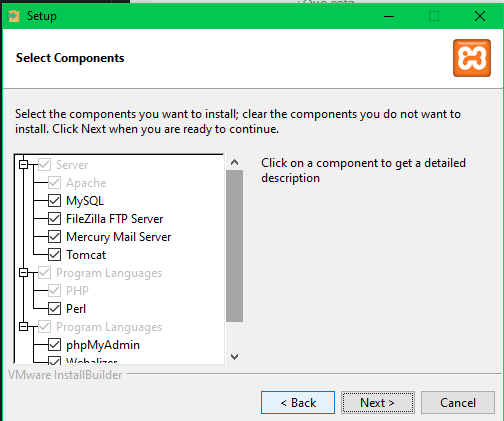 ¿Que esta
Setup
Select Components
Select the components you want to install; clear the components you do not want to
install. Click Next when you are ready to continue.
Server
Apache
MySQL
FileZilla FTP Server
Mercury Mail Server
Tomcat
Program Languages
PHP
Perl
Program Languages
phpMyAdmin
Webalizer
Click on a component to get a detailed
description
VMware InstallBuilder
< Back
Next >
Cancel